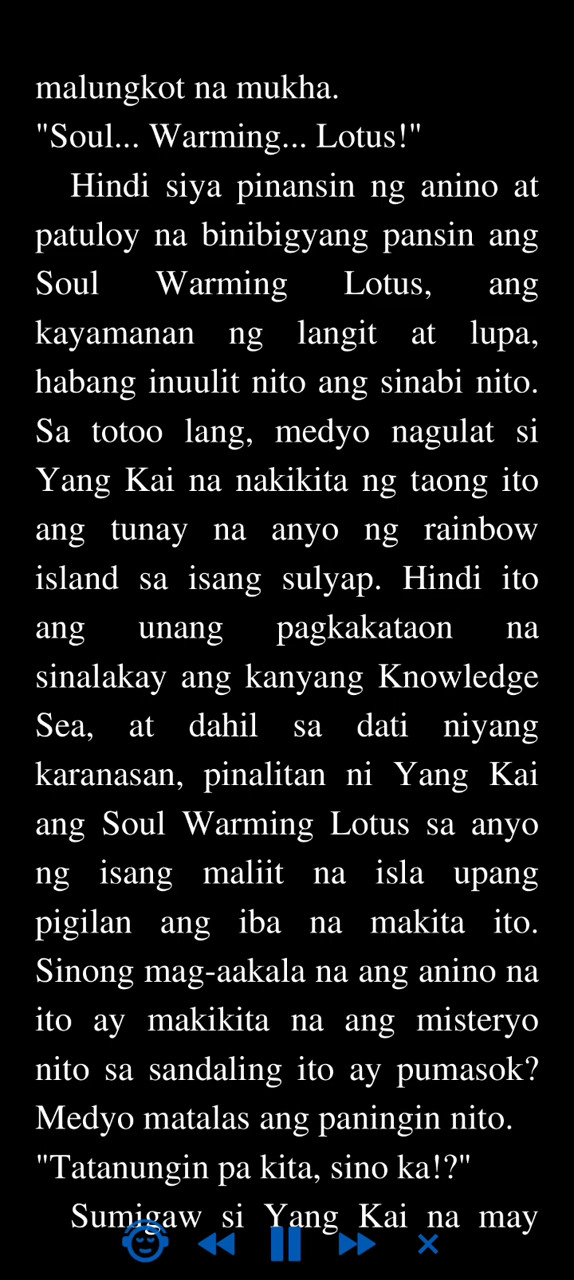 malungkot na mukha.
"Soul... Warming... Lotus!"
Hindi siya pinansin ng anino at
patuloy na binibigyang pansin ang
Soul Warming Lotus, ang
kayamanan ng langit at lupa,
habang inuulit nito ang sinabi nito.
Sa totoo lang, medyo nagulat si
Yang Kai na nakikita ng taong ito
ang tunay na anyo ng rainbow
island sa isang sulyap. Hindi ito
ang unang pagkakataon na
sinalakay ang kanyang Knowledge
Sea, at dahil sa dati niyang
karanasan, pinalitan ni Yang Kai
ang Soul Warming Lotus sa anyo
ng isang maliit na isla upang
pigilan ang iba na makita ito.
Sinong mag-aakala na ang anino na
ito ay makikita na ang misteryo
nito sa sandaling ito ay pumasok?
Medyo matalas ang paningin nito.
"Tatanungin pa kita, sino ka!?"
Sumigaw si Yang Kai na may